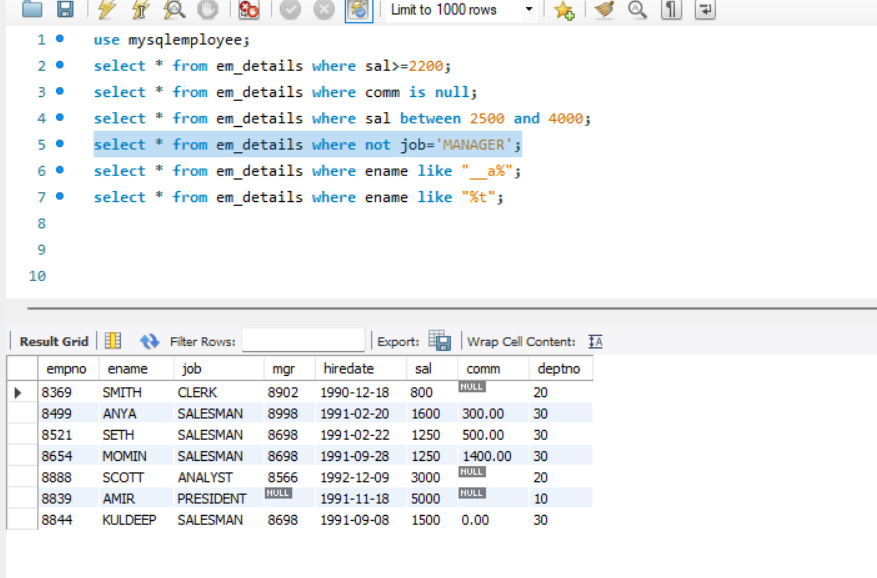 Limit to 1000 rows
1 use mysqlemployee;
2 select * from em_details where sal>=2200;
3 select * from em_details where comm is null;
4 select * from em_details where sal between 2500 and 4000;
5 select * from em_details where not job='MANAGER';
6 select * from em_details where ename like "__a%";
7 select * from em_details where ename like "%t";
8
9
10
Result Grid Filter Rows: Export: Wrap Cell Content: IA
empno ename job mgr hiredate sal comm deptno
8369 SMITH CLERK 8902 1990-12-18 800 NULL 20
8499 ANYA SALESMAN 8998 1991-02-20 1600 300.00 30
8521 SETH SALESMAN 8698 1991-02-22 1250 500.00 30
8654 MOMIN SALESMAN 8698 1991-09-28 1250 1400.00 30
8888 SCOTT ANALYST 8566 1992-12-09 3000 NULL 20
8839 AMIR PRESIDENT NULL 1991-11-18 5000 NULL 10
8844 KULDEEP SALESMAN 8698 1991-09-08 1500 0.00 30